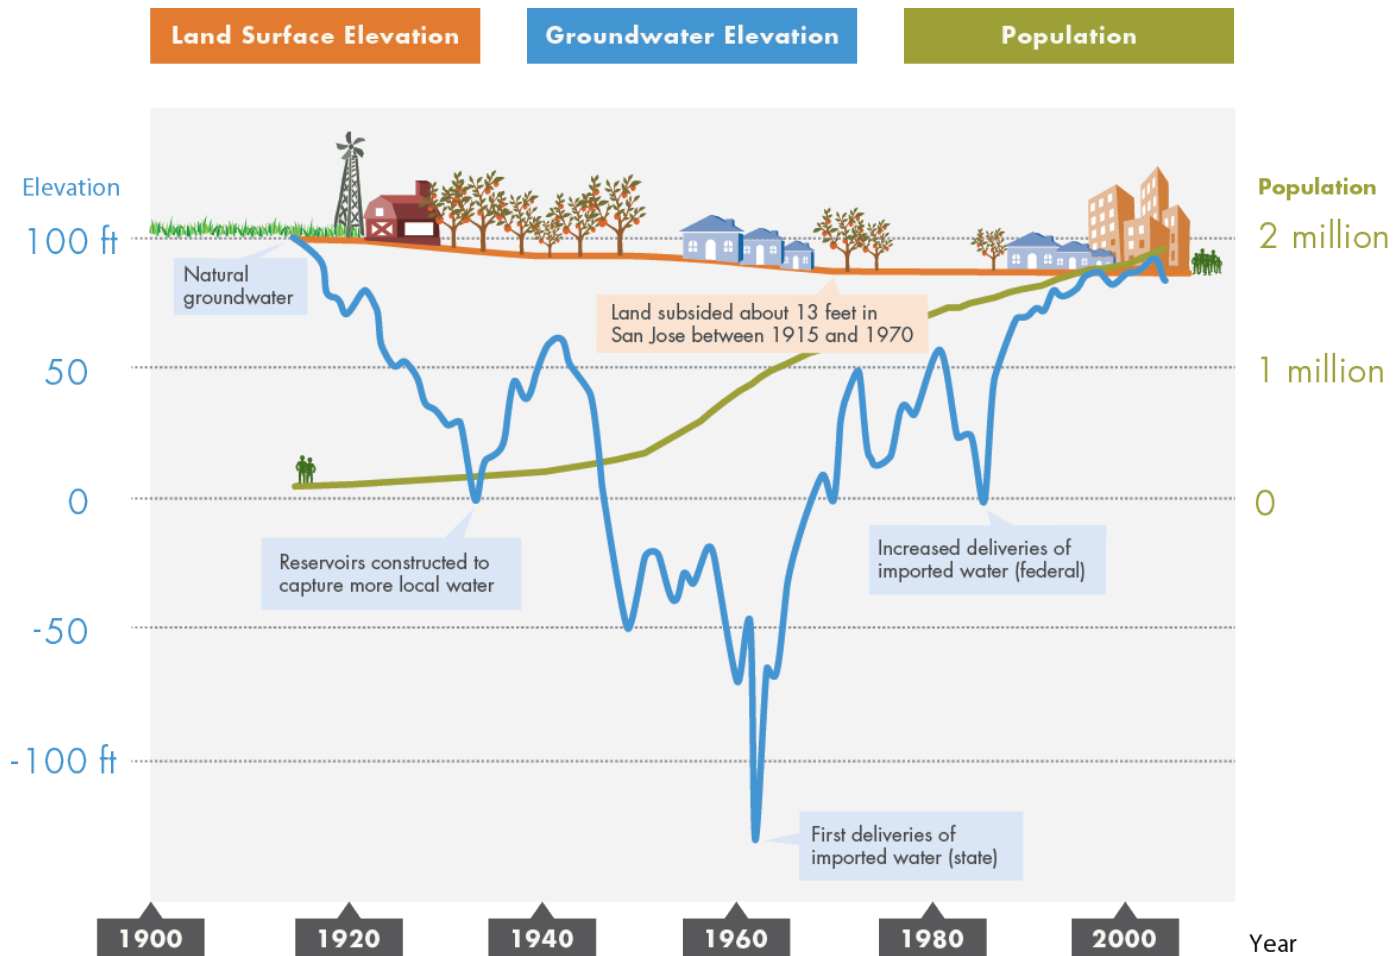 Land Surface Elevation
Groundwater Elevation
Population
Elevation
Population
100 ft
2 million
Natural
groundwater
Land subsided about 13 feet in
San Jose between 1915 and 1970
50
1 million
0
0
Reservoirs constructed to
capture more local water
Increased deliveries of
imported water (federal)
-50
-100 ft
First deliveries of
imported water (state)
1900
1920
1940
1960
1980
2000
Year